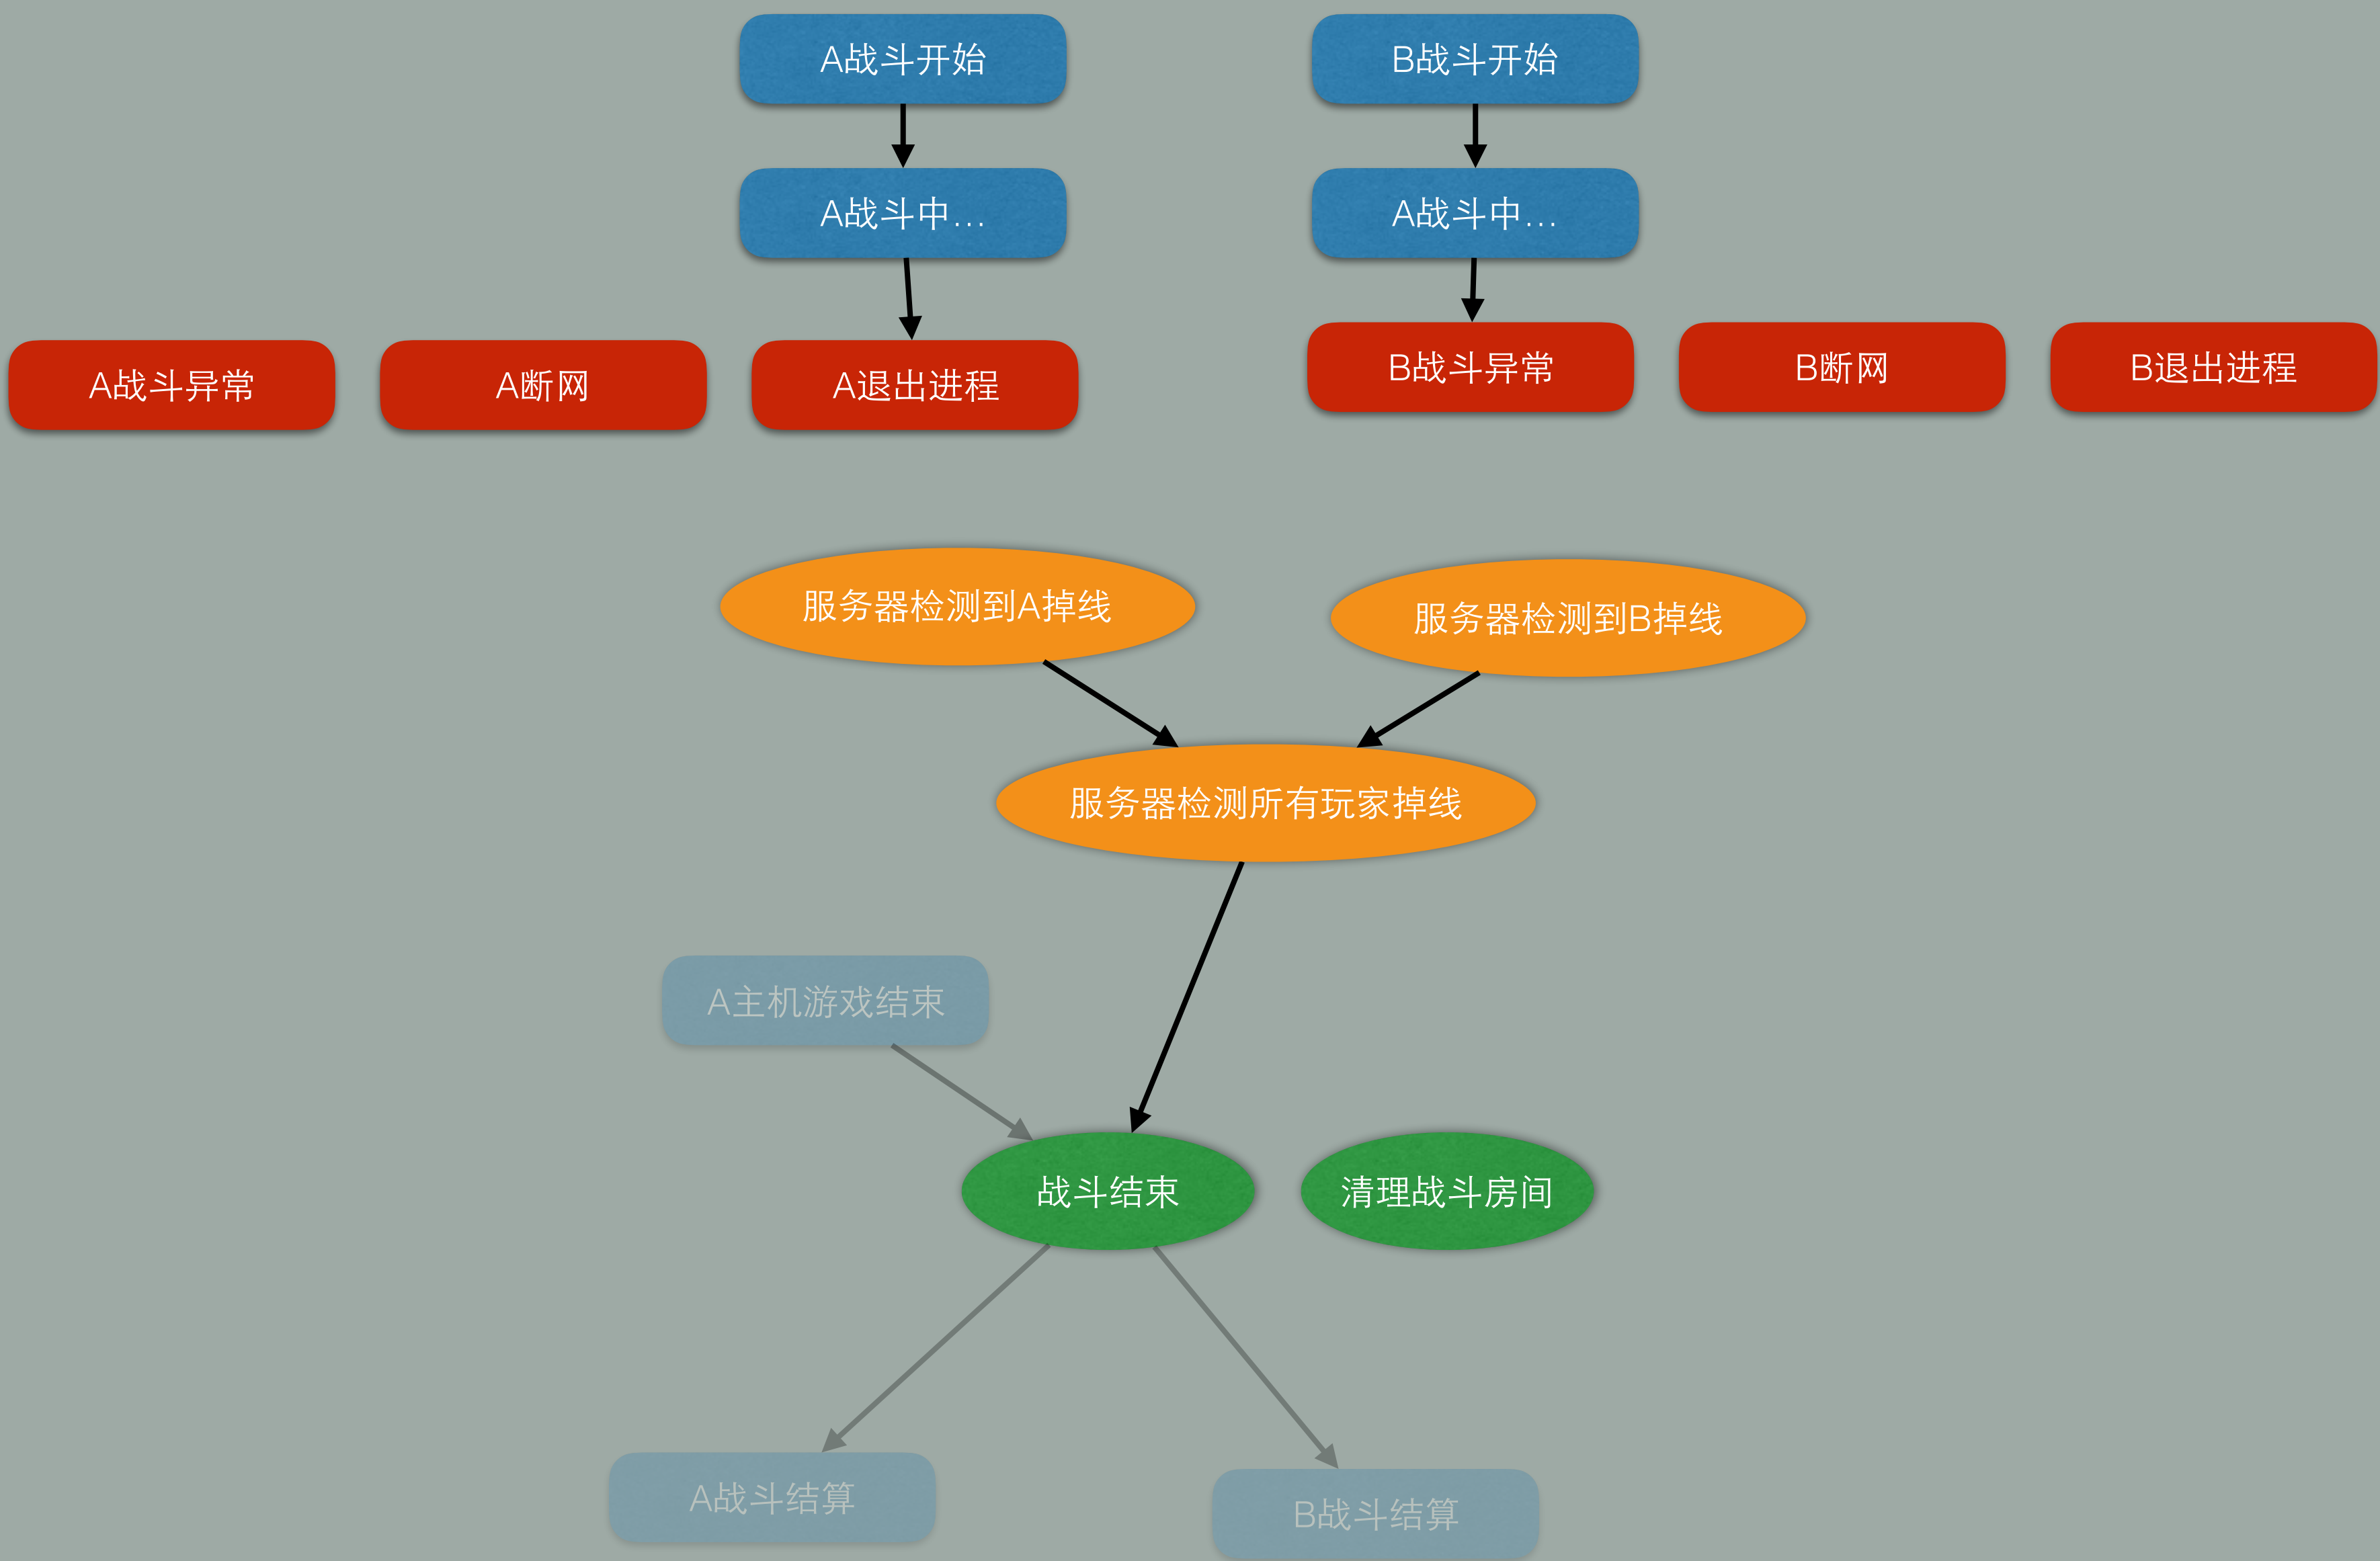 A战斗开始
B战斗开始
A战斗中...
A战斗中...
A战斗异常
A断网
A退出进程
B战斗异常
B断网
B退出进程
服务器检测到A掉线
服务器检测到B掉线
服务器检测所有玩家掉线
A主机游戏结束
战斗结束
清理战斗房间
A战斗结算
B战斗结算